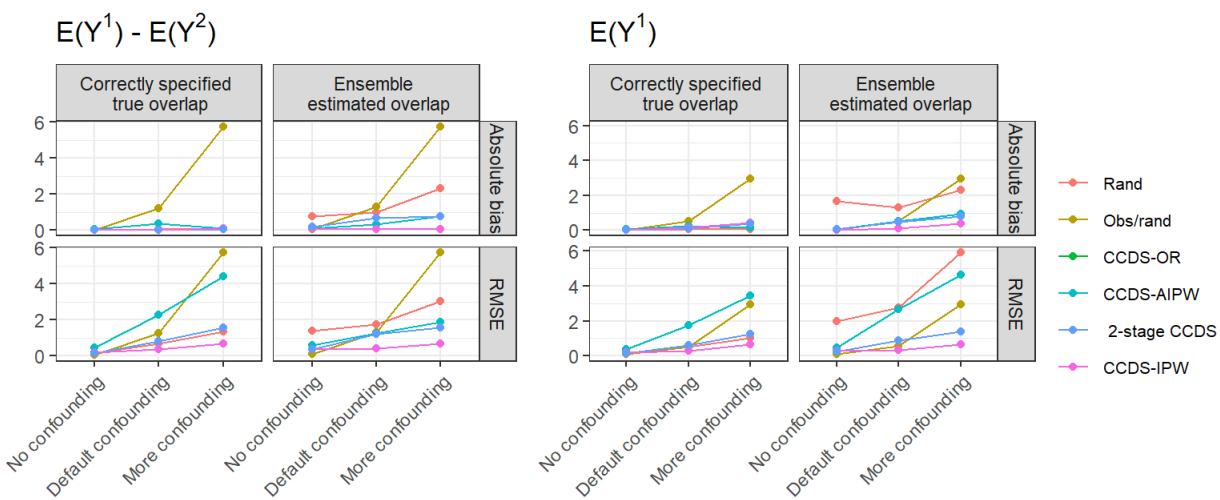 E(Y¹) - E(Y²)
Correctly specified
true overlap
Ensemble
estimated overlap
6
4
2
0
Absolute bias
6
4
2
0
RMSE
No confounding
Default confounding
More confounding
No confounding
Default confounding
More confounding
E(Y¹)
Correctly specified
true overlap
Ensemble
estimated overlap
6
4
2
0
Absolute bias
6
4
2
0
RMSE
No confounding
Default confounding
More confounding
No confounding
Default confounding
More confounding
Rand
Obs/rand
CCDS-OR
CCDS-AIPW
2-stage CCDS
CCDS-IPW